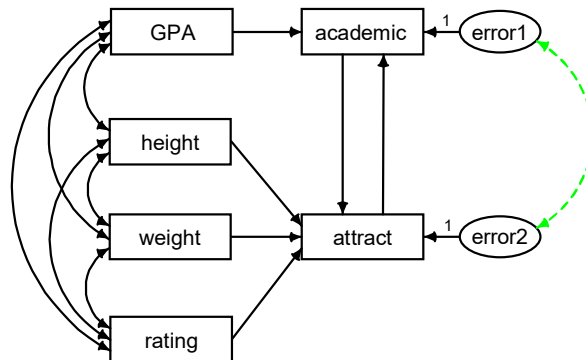 GPA
academic
1
error1
height
weight
attract
1
error2
rating